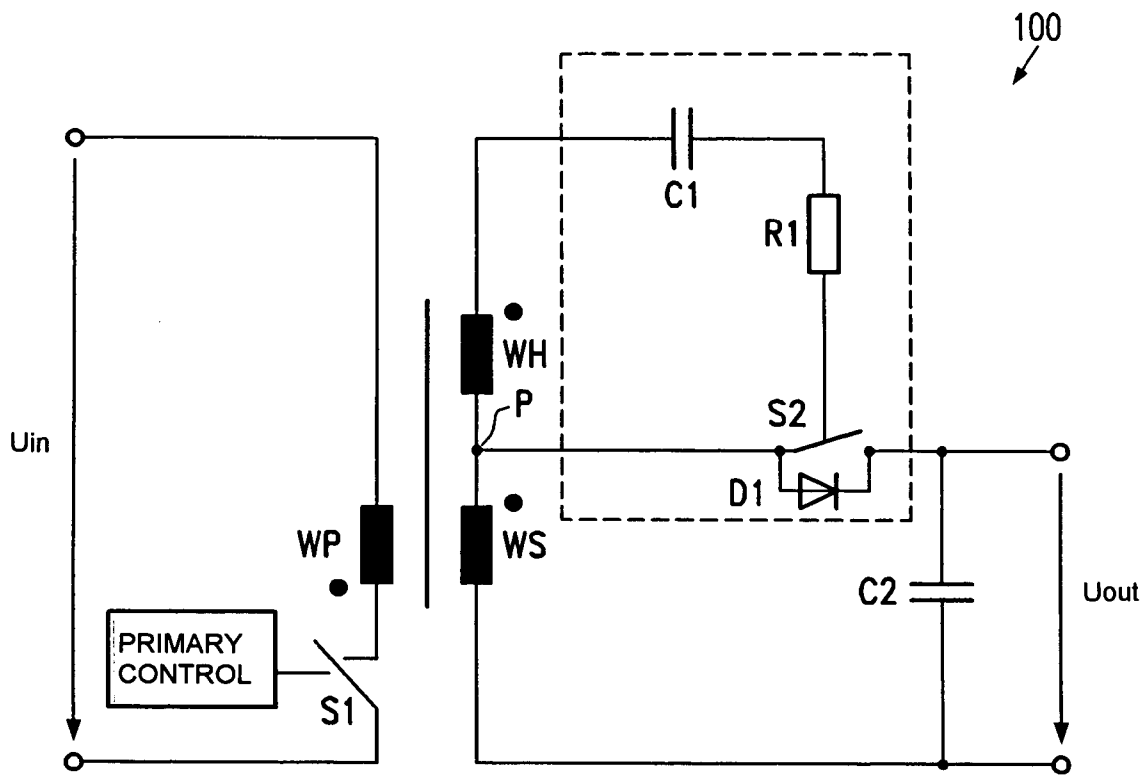 100
C1
R1
WH
P
S2
Uin
D1
WP
WS
C2
Uout
PRIMARY
CONTROL
S1